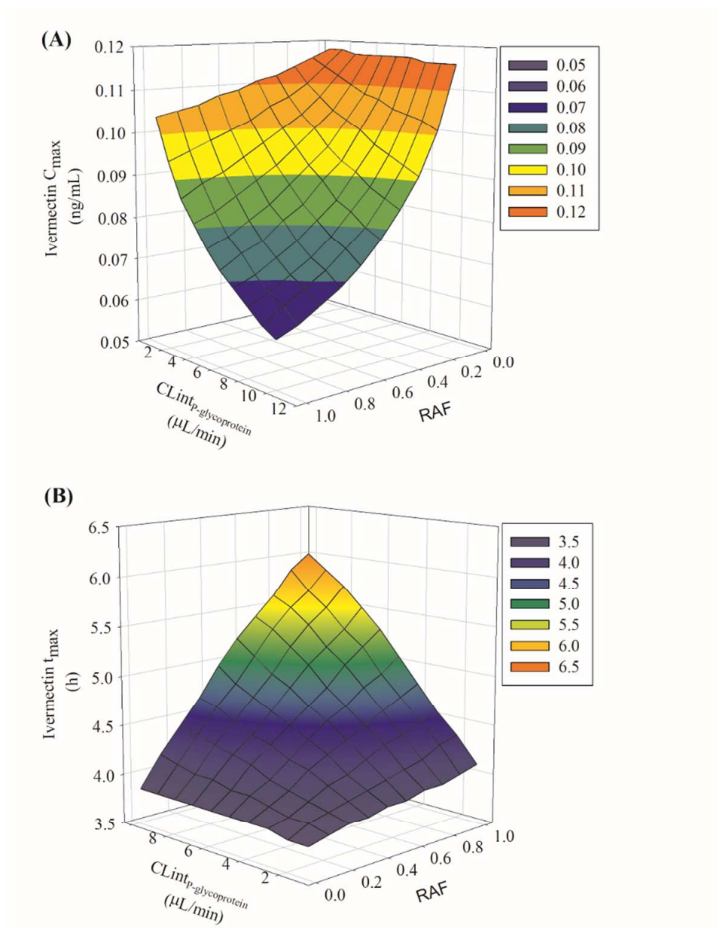 (A)
0.12
0.11
0.10
0.09
0.08
0.07
0.06
0.05
Ivermectin Cmax
(ng/mL)
2 4 6 8 10 12
CLintP-glycoprotein
(μL/min)
1.0 0.8 0.6 0.4 0.2 0.0
RAF
0.05
0.06
0.07
0.08
0.09
0.10
0.11
0.12
(B)
6.5
6.0
5.5
5.0
4.5
4.0
3.5
Ivermectin tmax
(h)
8 6 4 2
CLintP-glycoprotein
(μL/min)
0.0 0.2 0.4 0.6 0.8 1.0
RAF
3.5
4.0
4.5
5.0
5.5
6.0
6.5